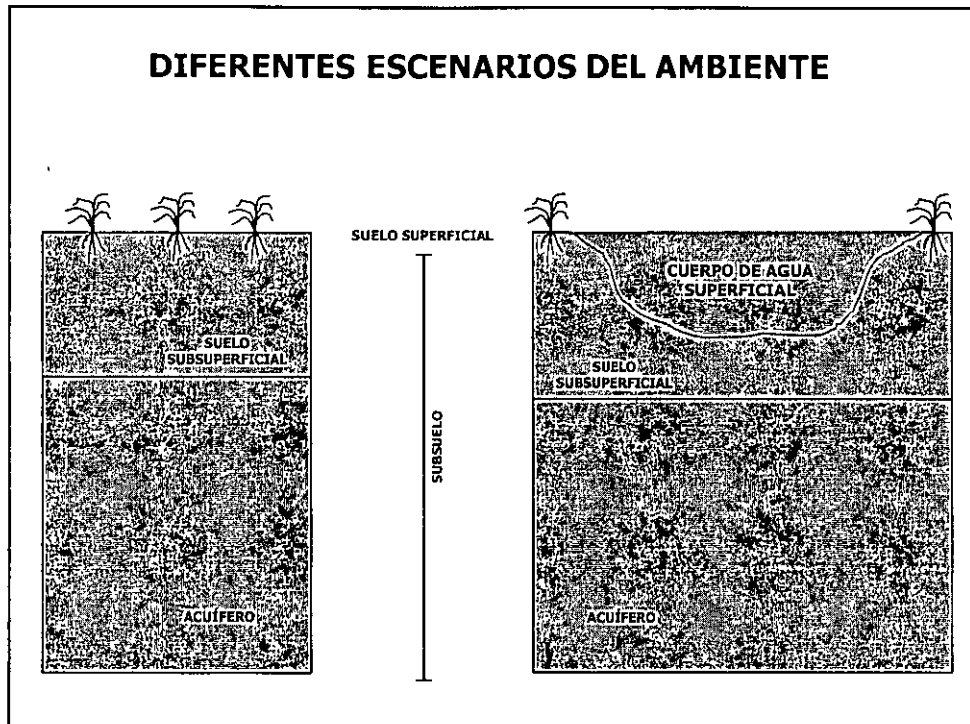 DIFERENTES ESCENARIOS DEL AMBIENTE
SUELO
SUBSUPERFICIAL
ACUÍFERO
SUELO SUPERFICIAL
SUBSUELO
CUERPO DE AGUA
SUPERFICIAL
SUELO
SUBSUPERFICIAL
ACUÍFERO